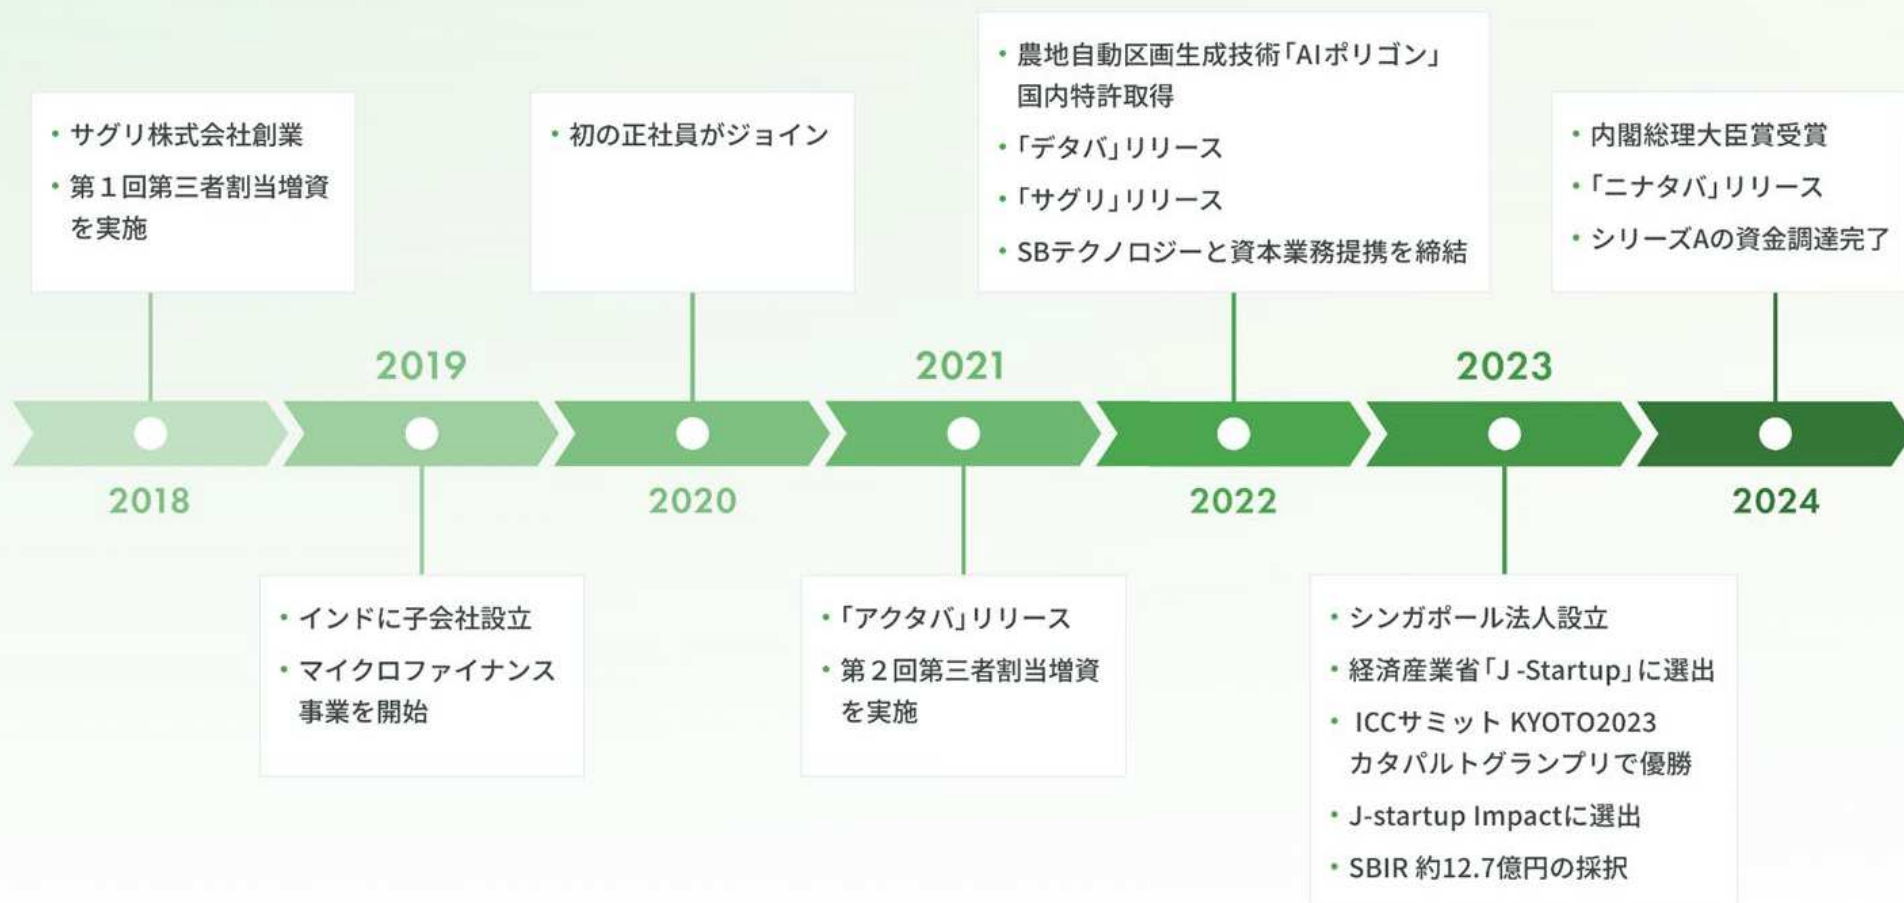 ・サグリ株式会社創業
・第１回第三者割当増資
を実施
2018
2019
・インドに子会社設立
・マイクロファイナンス
事業を開始
・初の正社員がジョイン
2020
2021
・「アクタバ」リリース
・第２回第三者割当増資
を実施
・農地自動区画生成技術「AIポリゴン」
国内特許取得
・「デタバ」リリース
・「サグリ」リリース
・SBテクノロジーと資本業務提携を締結
2022
2023
・シンガポール法人設立
・経済産業省「J -Startup」に選出
・ICCサミット KYOTO2023
カタパルトグランプリで優勝
・J-startup Impactに選出
・SBIR 約12.7億円の採択
・内閣総理大臣賞受賞
・「ニナタバ」リリース
・シリーズAの資金調達完了
2024